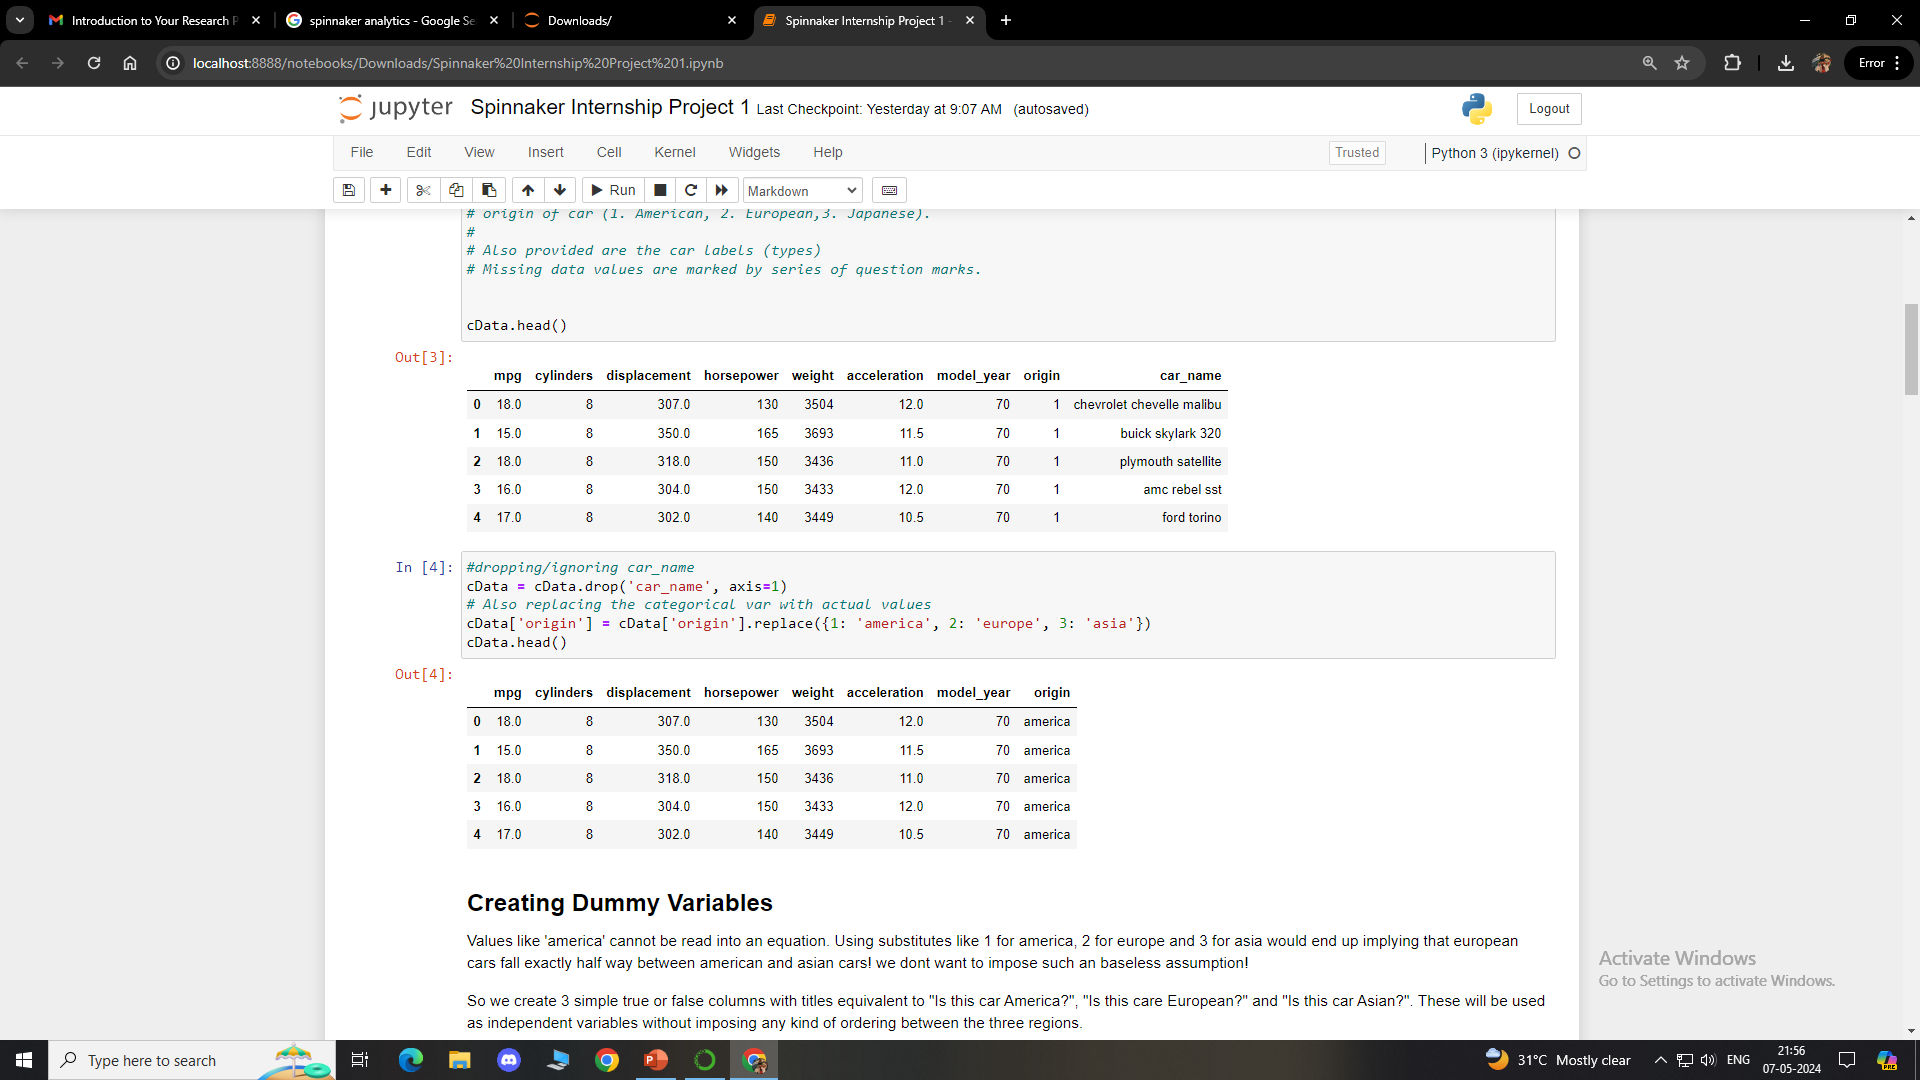 Introduction to Your Research P
spinnaker analytics - Google Se
Downloads/
Spinnaker Internship Project 1 -
localhost:8888/notebooks/Downloads/Spinnaker%20Internship%20Project%201.ipynb
Error
jupyter Spinnaker Internship Project 1 Last Checkpoint: Yesterday at 9:07 AM (autosaved)
Logout
File Edit View Insert Cell Kernel Widgets Help
Trusted
Python 3 (ipykernel)
Run
Markdown
# origin of car (1. American, 2. European,3. Japanese).
#
# Also provided are the car labels (types)
# Missing data values are marked by series of question marks.
cData.head()
Out[3]:
mpg cylinders displacement horsepower weight acceleration model_year origin car_name
0 18.0 8 307.0 130 3504 12.0 70 1 chevrolet chevelle malibu
1 15.0 8 350.0 165 3693 11.5 70 1 buick skylark 320
2 18.0 8 318.0 150 3436 11.0 70 1 plymouth satellite
3 16.0 8 304.0 150 3433 12.0 70 1 amc rebel sst
4 17.0 8 302.0 140 3449 10.5 70 1 ford torino
In [4]: #dropping/ignoring car_name
cData = cData.drop('car_name', axis=1)
# Also replacing the categorical var with actual values
cData['origin'] = cData['origin'].replace({1: 'america', 2: 'europe', 3: 'asia'})
cData.head()
Out[4]:
mpg cylinders displacement horsepower weight acceleration model_year origin
0 18.0 8 307.0 130 3504 12.0 70 america
1 15.0 8 350.0 165 3693 11.5 70 america
2 18.0 8 318.0 150 3436 11.0 70 america
3 16.0 8 304.0 150 3433 12.0 70 america
4 17.0 8 302.0 140 3449 10.5 70 america
Creating Dummy Variables
Values like 'america' cannot be read into an equation. Using substitutes like 1 for america, 2 for europe and 3 for asia would end up implying that european
cars fall exactly half way between american and asian cars! we dont want to impose such an baseless assumption!
So we create 3 simple true or false columns with titles equivalent to "Is this car America?", "Is this care European?" and "Is this car Asian?". These will be used
as independent variables without imposing any kind of ordering between the three regions.
Activate Windows
Go to Settings to activate Windows.
Type here to search
31°C Mostly clear
ENG
21:56
07-05-2024